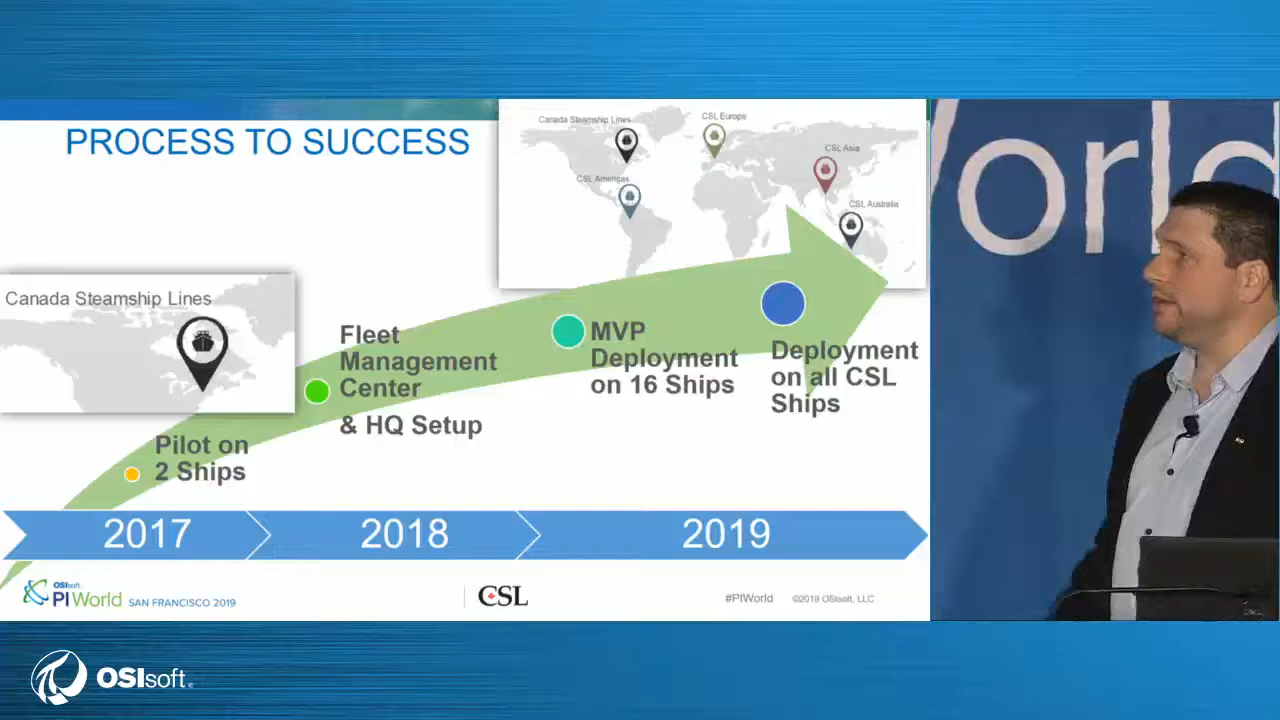 PROCESS TO SUCCESS
Canada Steamship Lines
CSL Europe
CSL Asia
CSL Americas
CSL Australia
Canada Steamship Lines
Fleet
Management
Center
& HQ Setup
MVP
Deployment
on 16 Ships
Deployment
on all CSL
Ships
Pilot on
2 Ships
2017
2018
2019
OSIsoft.
PI World SAN FRANCISCO 2019
CSL
#PIWorld
©2019 OSIsoft, LLC
World
OSIsoft.